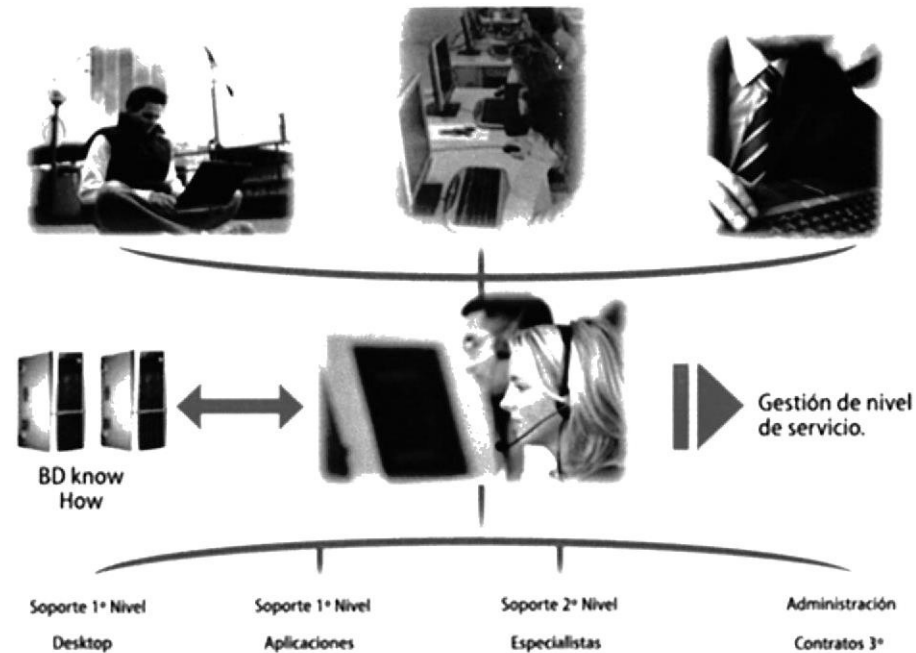 Gestión de nivel
de servicio.
BD know
How
Soporte 1º Nivel
Desktop
Soporte 1º Nivel
Aplicaciones
Soporte 2º Nivel
Especialistas
Administración
Contratos 3º